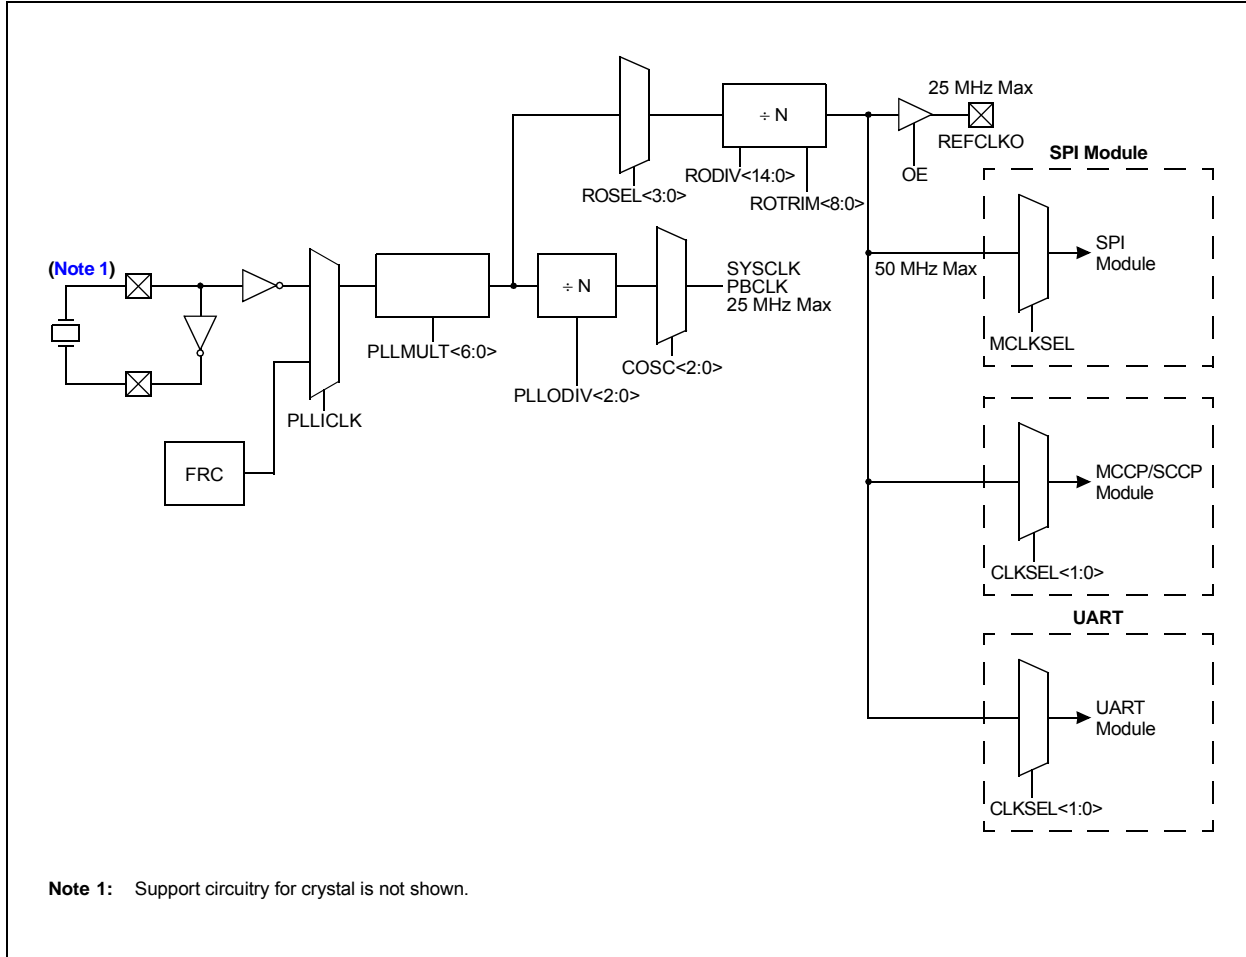 25 MHz Max
÷ N
REFCLKO
SPI Module
RODIV<14:0>
OE
ROSEL<3:0>
ROTRIM<8:0>
(Note 1)
SYSCLK
PBCLK
25 MHz Max
÷ N
50 MHz Max
SPI
Module
PLLMULT<6:0>
COSC<2:0>
MCLKSEL
PLLODIV<2:0>
PLLICLK
FRC
MCCP/SCCP
Module
CLKSEL<1:0>
UART
UART
Module
CLKSEL<1:0>
Note 1: Support circuitry for crystal is not shown.